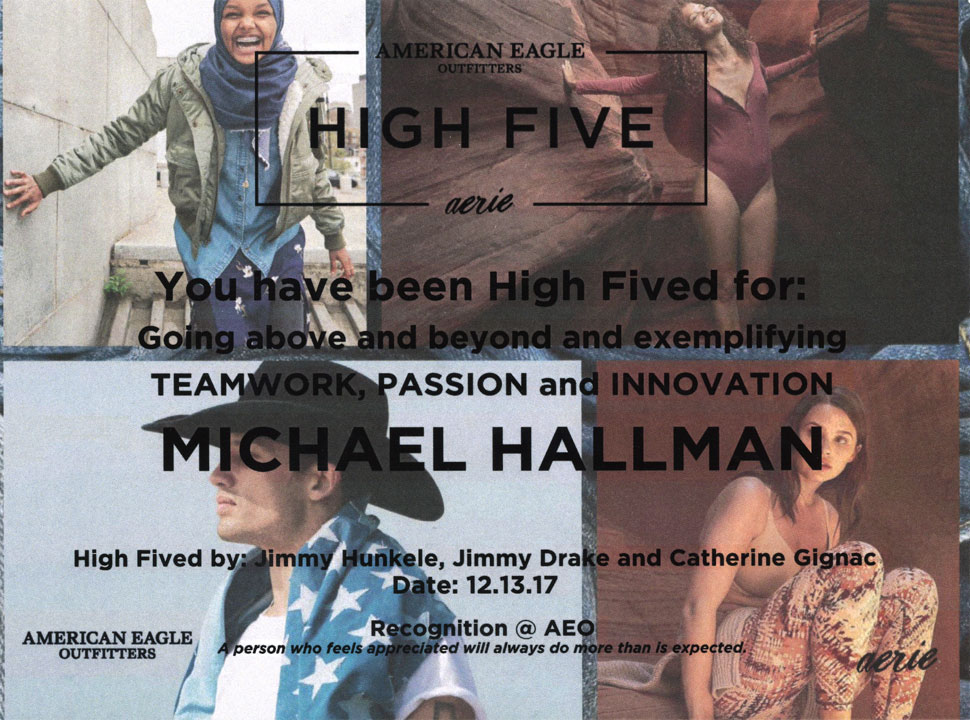 AMERICAN EAGLE
OUTFITTERS
HIGH FIVE
aerie
You have been High Fived for:
Going above and beyond and exemplifying
TEAMWORK, PASSION and INNOVATION
MICHAEL HALLMAN
High Fived by: Jimmy Hunkele, Jimmy Drake and Catherine Gignac
Date: 12.13.17
Recognition @ AEO
A person who feels appreciated will always do more than is expected.
AMERICAN EAGLE
OUTFITTERS
aerie